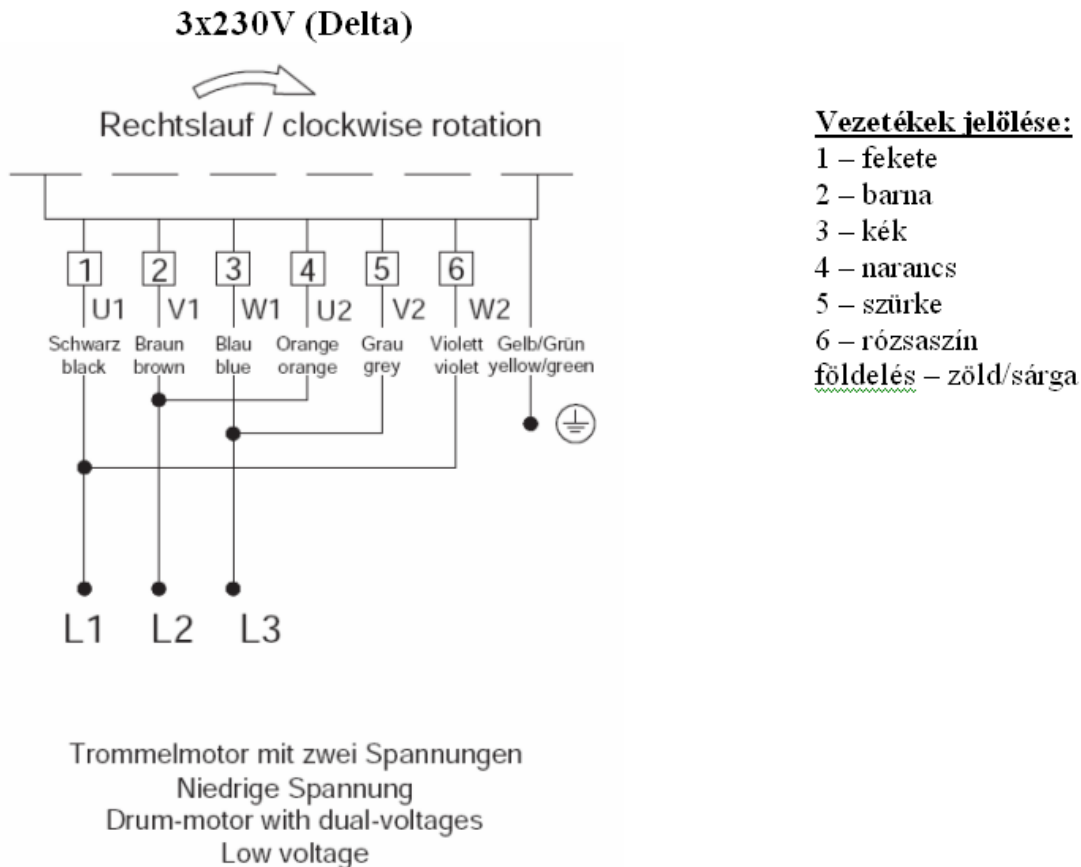 3x230V (Delta)
Rechtslauf / clockwise rotation
1 2 3 4 5 6
U1 V1 W1 U2 V2 W2
Schwarz Braun Blau Orange Grau Violett Gelb/Grün
black brown blue orange grey violet yellow/green
L1 L2 L3
Trommelmotor mit zwei Spannungen
Niedrige Spannung
Drum-motor with dual-voltages
Low voltage
Vezetékek jelölése:
1 – fekete
2 – barna
3 – kék
4 – narancs
5 – szürke
6 – rózsaszín
földelés – zöld/sárga